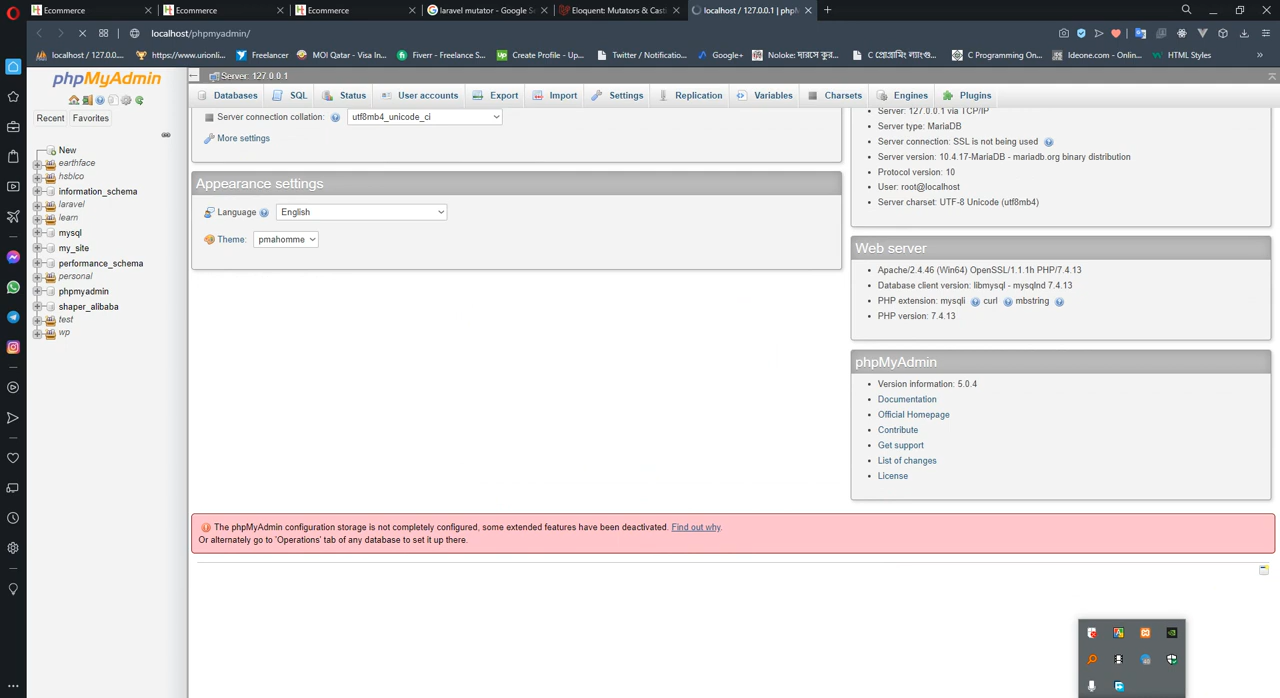 Ecommerce
Ecommerce
Ecommerce
laravel mutator - Google Se
Eloquent: Mutators & Casti
localhost / 127.0.0.1 | phpM
localhost/phpmyadmin/
localhost / 127.0.0....
https://www.urionli...
Freelancer
MOI Qatar - Visa In...
Fiverr - Freelance S...
Create Profile - Up...
Twitter / Notificatio...
Google+
C Programing On...
Ideone.com - Onlin...
HTML Styles
phpMyAdmin
Recent
Favorites
New
earthface
hsblco
information_schema
laravel
learn
mysql
my_site
performance_schema
personal
phpmyadmin
shaper_alibaba
test
wp
Server: 127.0.0.1
Databases
SQL
Status
User accounts
Export
Import
Settings
Replication
Variables
Charsets
Engines
Plugins
Server connection collation:
utf8mb4_unicode_ci
More settings
Appearance settings
Language
English
Theme:
pmahomme
Server: 127.0.0.1 via TCP/IP
Server type: MariaDB
Server connection: SSL is not being used
Server version: 10.4.17-MariaDB - mariadb.org binary distribution
Protocol version: 10
User: root@localhost
Server charset: UTF-8 Unicode (utf8mb4)
Web server
Apache/2.4.46 (Win64) OpenSSL/1.1.1h PHP/7.4.13
Database client version: libmysql - mysqlnd 7.4.13
PHP extension: mysqli curl mbstring
PHP version: 7.4.13
phpMyAdmin
Version information: 5.0.4
Documentation
Official Homepage
Contribute
Get support
List of changes
License
The phpMyAdmin configuration storage is not completely configured, some extended features have been deactivated. Find out why.
Or alternately go to 'Operations' tab of any database to set it up there.